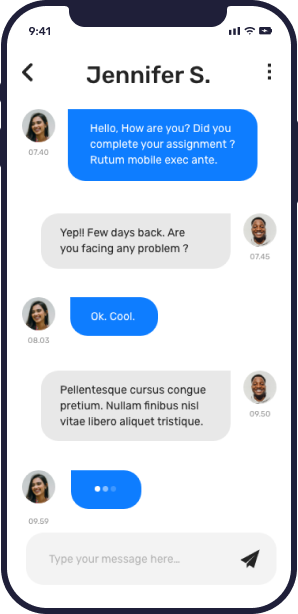 9:41
Jennifer S.
Hello, How are you? Did you
complete your assignment ?
Rutum mobile exec ante.
07.40
Yep!! Few days back. Are
you facing any problem ?
07.45
Ok. Cool.
08.03
Pellentesque cursus congue
pretium. Nullam finibus nisl
vitae libero aliquet tristique.
09.50
09.59
Type your message here...